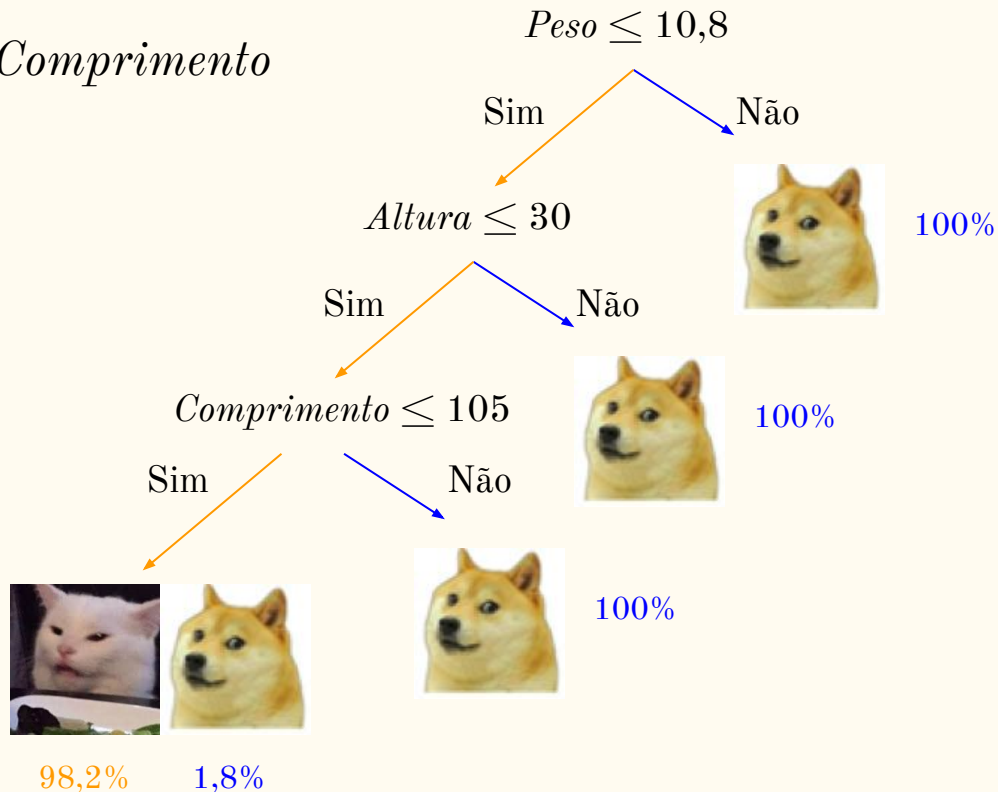 Comprimento
Peso ≤ 10,8
Sim
Não
100%
Altura ≤ 30
Sim
Não
100%
Comprimento ≤ 105
Sim
Não
100%
98,2%
1,8%